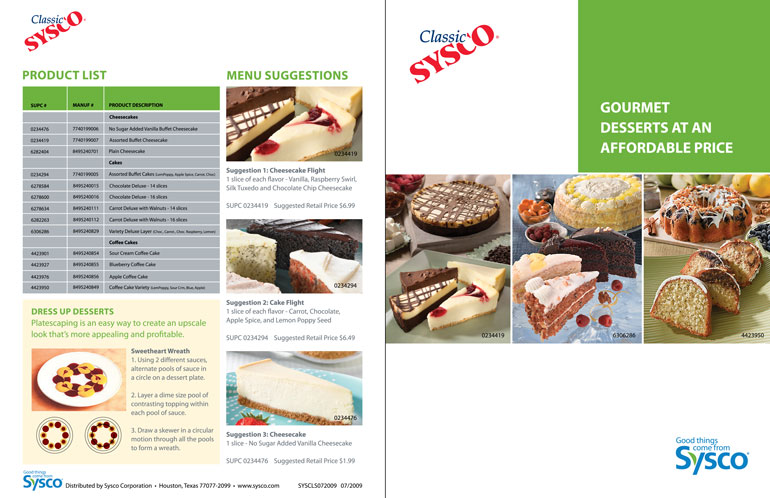 Classic
SYSCO®
PRODUCT LIST
SUPC # MANUF # PRODUCT DESCRIPTION
Cheesecakes
0234476 7740199006 No Sugar Added Vanilla Buffet Cheesecake
0234419 7740199007 Assorted Buffet Cheesecake
6282404 8495240701 Plain Cheesecake
Cakes
0234294 7740199005 Assorted Buffet Cakes (LemPoppy, Apple Spice, Carrot, Choc)
6278584 8495240015 Chocolate Deluxe - 14 slices
6278600 8495240016 Chocolate Deluxe - 16 slices
6278634 8495240111 Carrot Deluxe with Walnuts - 14 slices
6282263 8495240112 Carrot Deluxe with Walnuts - 16 slices
6306286 8495240829 Variety Deluxe Layer (Choc, Carrot, Choc. Raspberry, Lemon)
Coffee Cakes
4423901 8495240854 Sour Cream Coffee Cake
4423927 8495240855 Blueberry Coffee Cake
4423976 8495240856 Apple Coffee Cake
4423950 8495240849 Coffee Cake Variety (LemPoppy, Sour Crm, Blue, Apple)
DRESS UP DESSERTS
Platescaping is an easy way to create an upscale
look that's more appealing and profitable.
Sweetheart Wreath
1. Using 2 different sauces,
alternate pools of sauce in
a circle on a dessert plate.
2. Layer a dime size pool of
contrasting topping within
each pool of sauce.
3. Draw a skewer in a circular
motion through all the pools
to form a wreath.
MENU SUGGESTIONS
0234419
Suggestion 1: Cheesecake Flight
1 slice of each flavor - Vanilla, Raspberry Swirl,
Silk Tuxedo and Chocolate Chip Cheesecake
SUPC 0234419 Suggested Retail Price $6.99
0234294
Suggestion 2: Cake Flight
1 slice of each flavor - Carrot, Chocolate,
Apple Spice, and Lemon Poppy Seed
SUPC 0234294 Suggested Retail Price $6.49
0234476
Suggestion 3: Cheesecake
1 slice - No Sugar Added Vanilla Cheesecake
SUPC 0234476 Suggested Retail Price $1.99
Good things
come from
Sysco® Distributed by Sysco Corporation • Houston, Texas 77077-2099 • www.sysco.com SYSCLS072009 07/2009
Classic
SYSCO®
GOURMET
DESSERTS AT AN
AFFORDABLE PRICE
0234419 6306286 4423950
Good things
come from
Sysco®